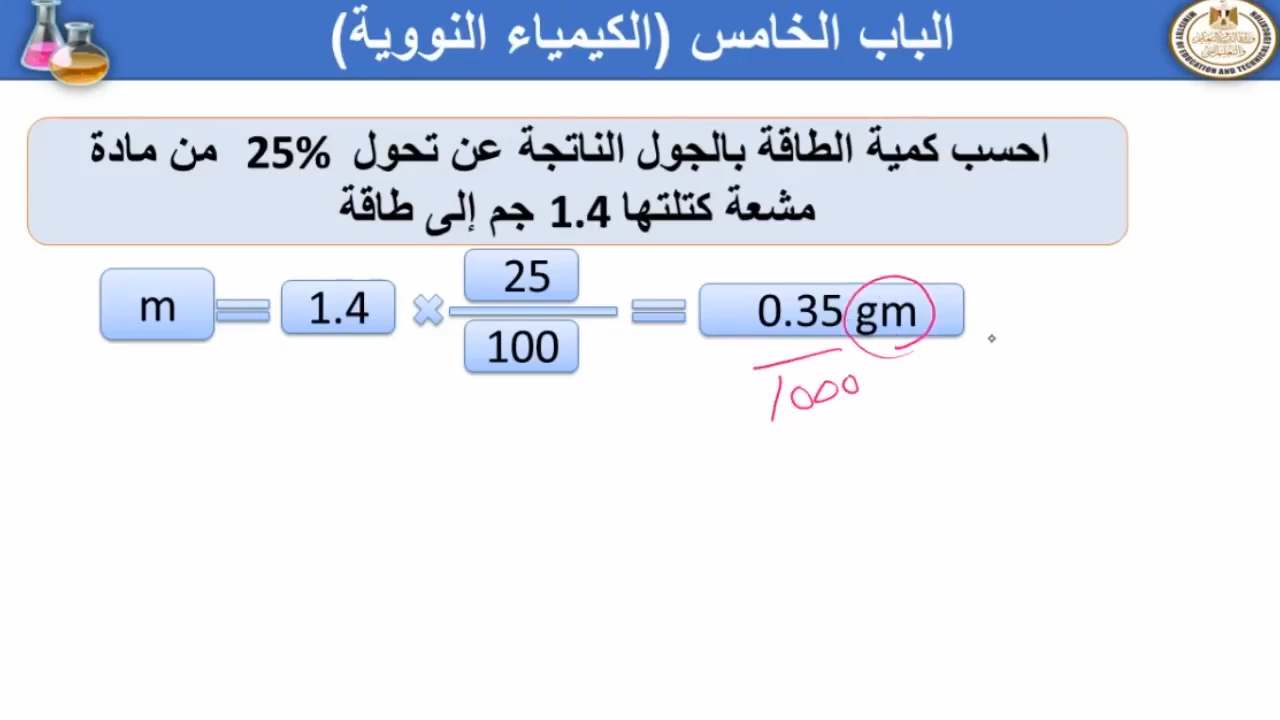 الباب الخامس (الكيمياء النووية)
احسب كمية الطاقة بالجول الناتجة عن تحول 25% من مادة
مشعة كتلتها 1.4 جم إلى طاقة
m = 1.4 × 25 / 100 = 0.35 gm
1000